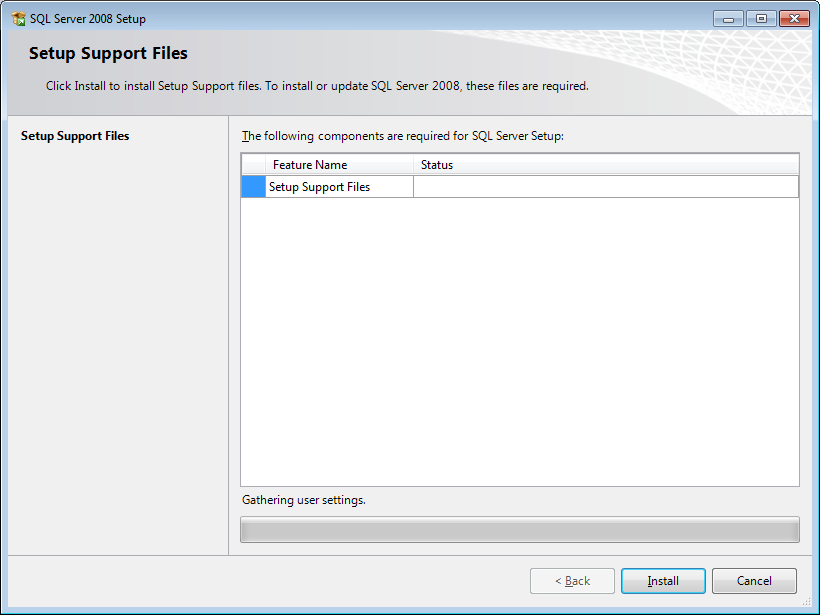 SQL Server 2008 Setup
Setup Support Files
Click Install to install Setup Support files. To install or update SQL Server 2008, these files are required.
Setup Support Files
The following components are required for SQL Server Setup:
Feature Name Status
Setup Support Files
Gathering user settings.
< Back Install Cancel